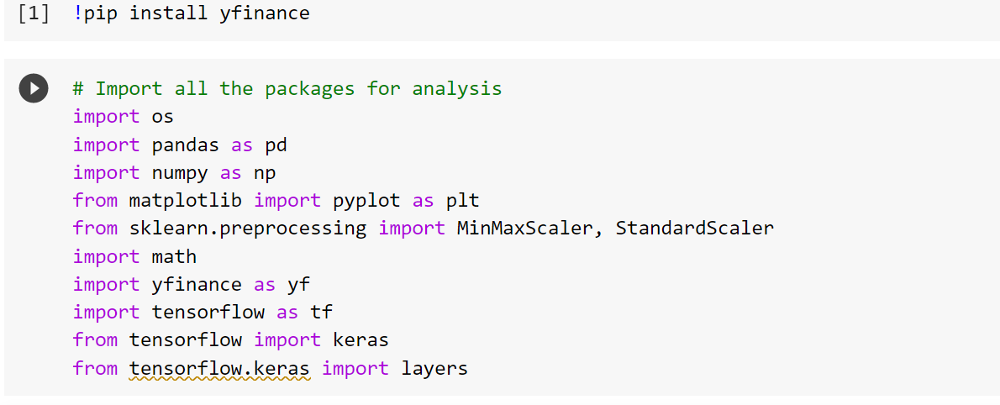 [1] !pip install yfinance
# Import all the packages for analysis
import os
import pandas as pd
import numpy as np
from matplotlib import pyplot as plt
from sklearn.preprocessing import MinMaxScaler, StandardScaler
import math
import yfinance as yf
import tensorflow as tf
from tensorflow import keras
from tensorflow.keras import layers